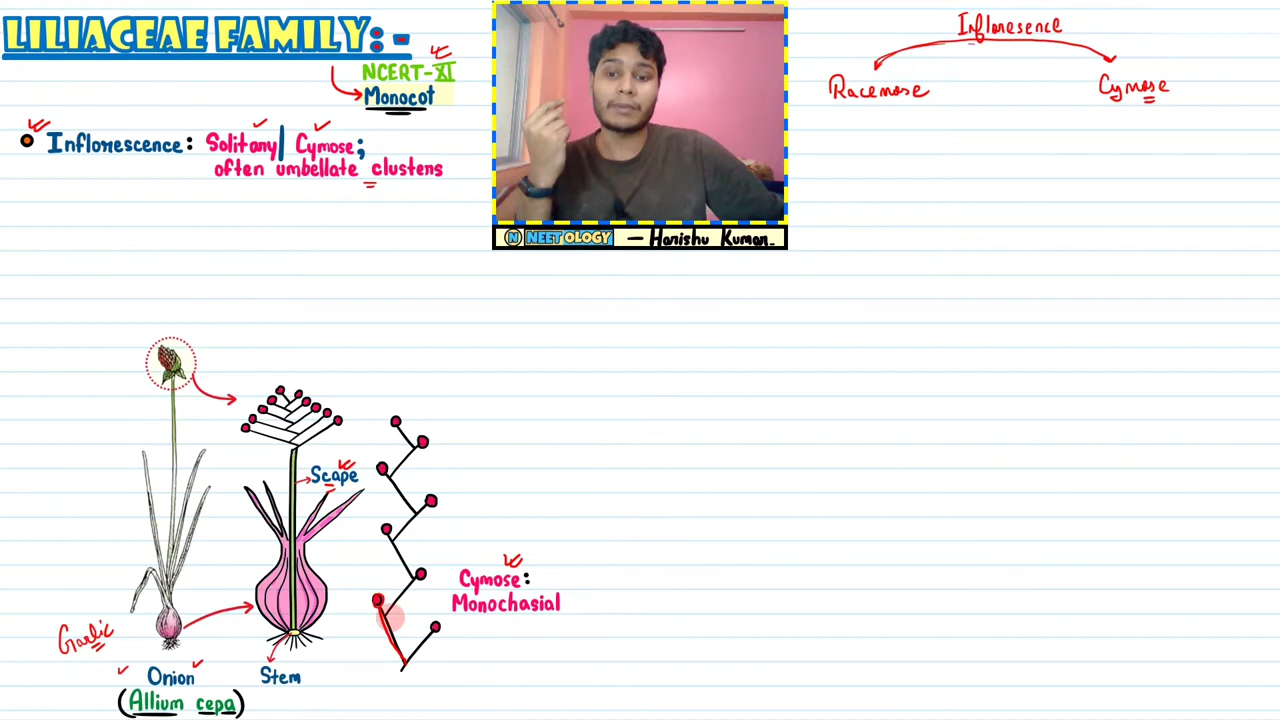 LILIACEAE FAMILY:-
NCERT-XI
Monocot
Inflorescence: Solitary/ Cymose;
often umbellate clusters
N NEETOLOGY – Harishu Kumar
Infloresence
Racemose
Cymose
Scape
Cymose:
Monochasial
Garlic
Onion
Stem
(Allium cepa)